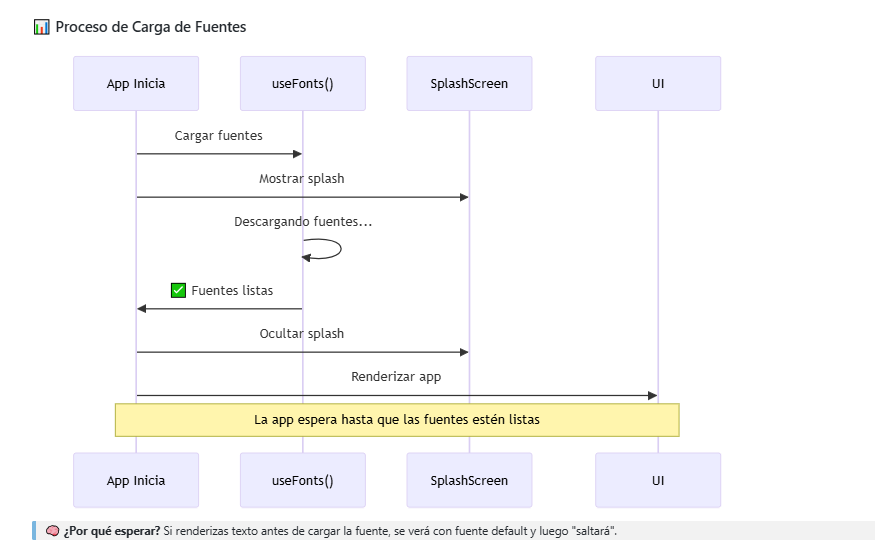 📊 Proceso de Carga de Fuentes
App Inicia useFonts() SplashScreen UI
Cargar fuentes
Mostrar splash
Descargando fuentes...
✅ Fuentes listas
Ocultar splash
Renderizar app
La app espera hasta que las fuentes estén listas
App Inicia useFonts() SplashScreen UI
🧠 ¿Por qué esperar? Si renderizas texto antes de cargar la fuente, se verá con fuente default y luego "saltará".